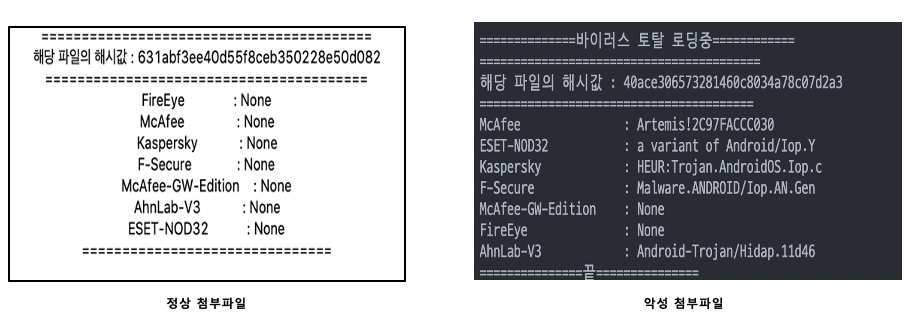 ==========================================
해당 파일의 해시값 : 631abf3ee40d55f8ceb350228e50d082
=========================================
FireEye : None
McAfee : None
Kaspersky : None
F-Secure : None
McAfee-GW-Edition : None
AhnLab-V3 : None
ESET-NOD32 : None
================================
정상 첨부파일
==============바이러스 토탈 로딩중============
=========================================
해당 파일의 해시값 : 40ace306573281460c8034a78c07d2a3
========================================
McAfee : Artemis!2C97FACCC030
ESET-NOD32 : a variant of Android/Iop.Y
Kaspersky : HEUR:Trojan.AndroidOS.Iop.c
F-Secure : Malware.ANDROID/Iop.AN.Gen
McAfee-GW-Edition : None
FireEye : None
AhnLab-V3 : Android-Trojan/Hidap.11d46
===============끝===============
악성 첨부파일